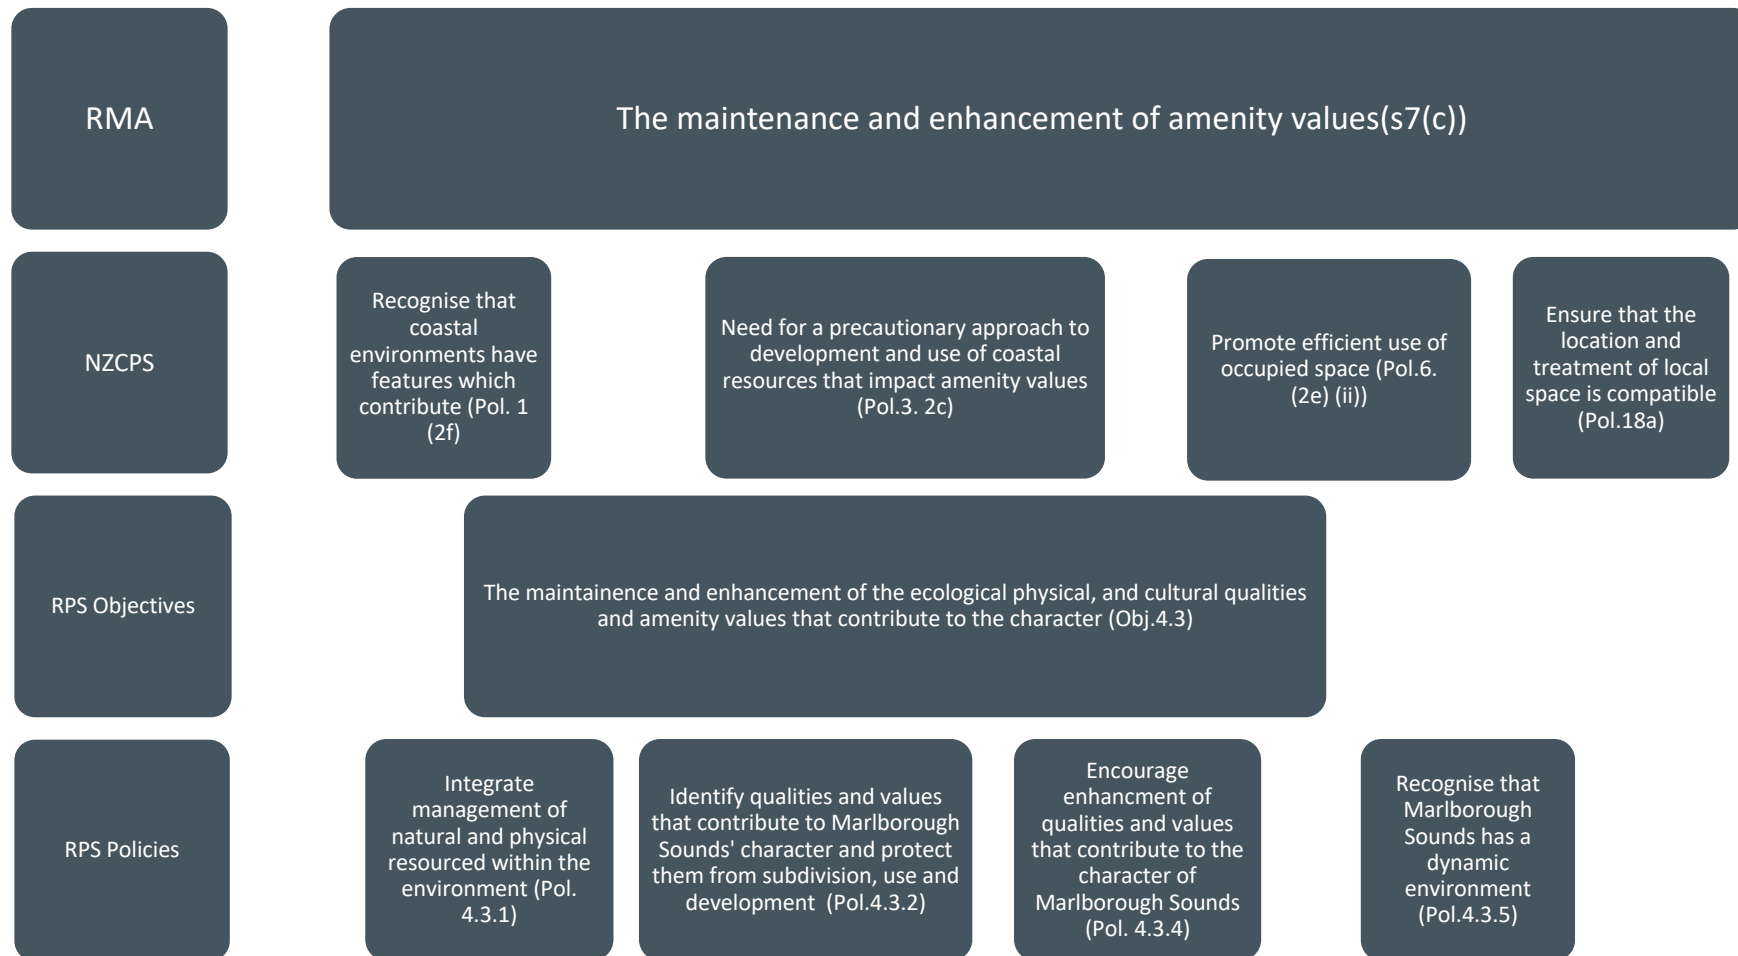 RMA
The maintenance and enhancement of amenity values(s7(c))
NZCPS
Recognise that
coastal
environments have
features which
contribute (Pol. 1
(2f)
Need for a precautionary approach to
development and use of coastal
resources that impact amenity values
(Pol.3. 2c)
Promote efficient use of
occupied space (Pol.6.
(2e) (ii))
Ensure that the
location and
treatment of local
space is compatible
(Pol.18a)
RPS Objectives
The maintainence and enhancement of the ecological physical, and cultural qualities
and amenity values that contribute to the character (Obj.4.3)
RPS Policies
Integrate
management of
natural and physical
resourced within the
environment (Pol.
4.3.1)
Identify qualities and values
that contribute to Marlborough
Sounds' character and protect
them from subdivision, use and
development  (Pol.4.3.2)
Encourage
enhancment of
qualities and values
that contribute to the
character of
Marlborough Sounds
(Pol. 4.3.4)
Recognise that
Marlborough
Sounds has a
dynamic
environment
(Pol.4.3.5)